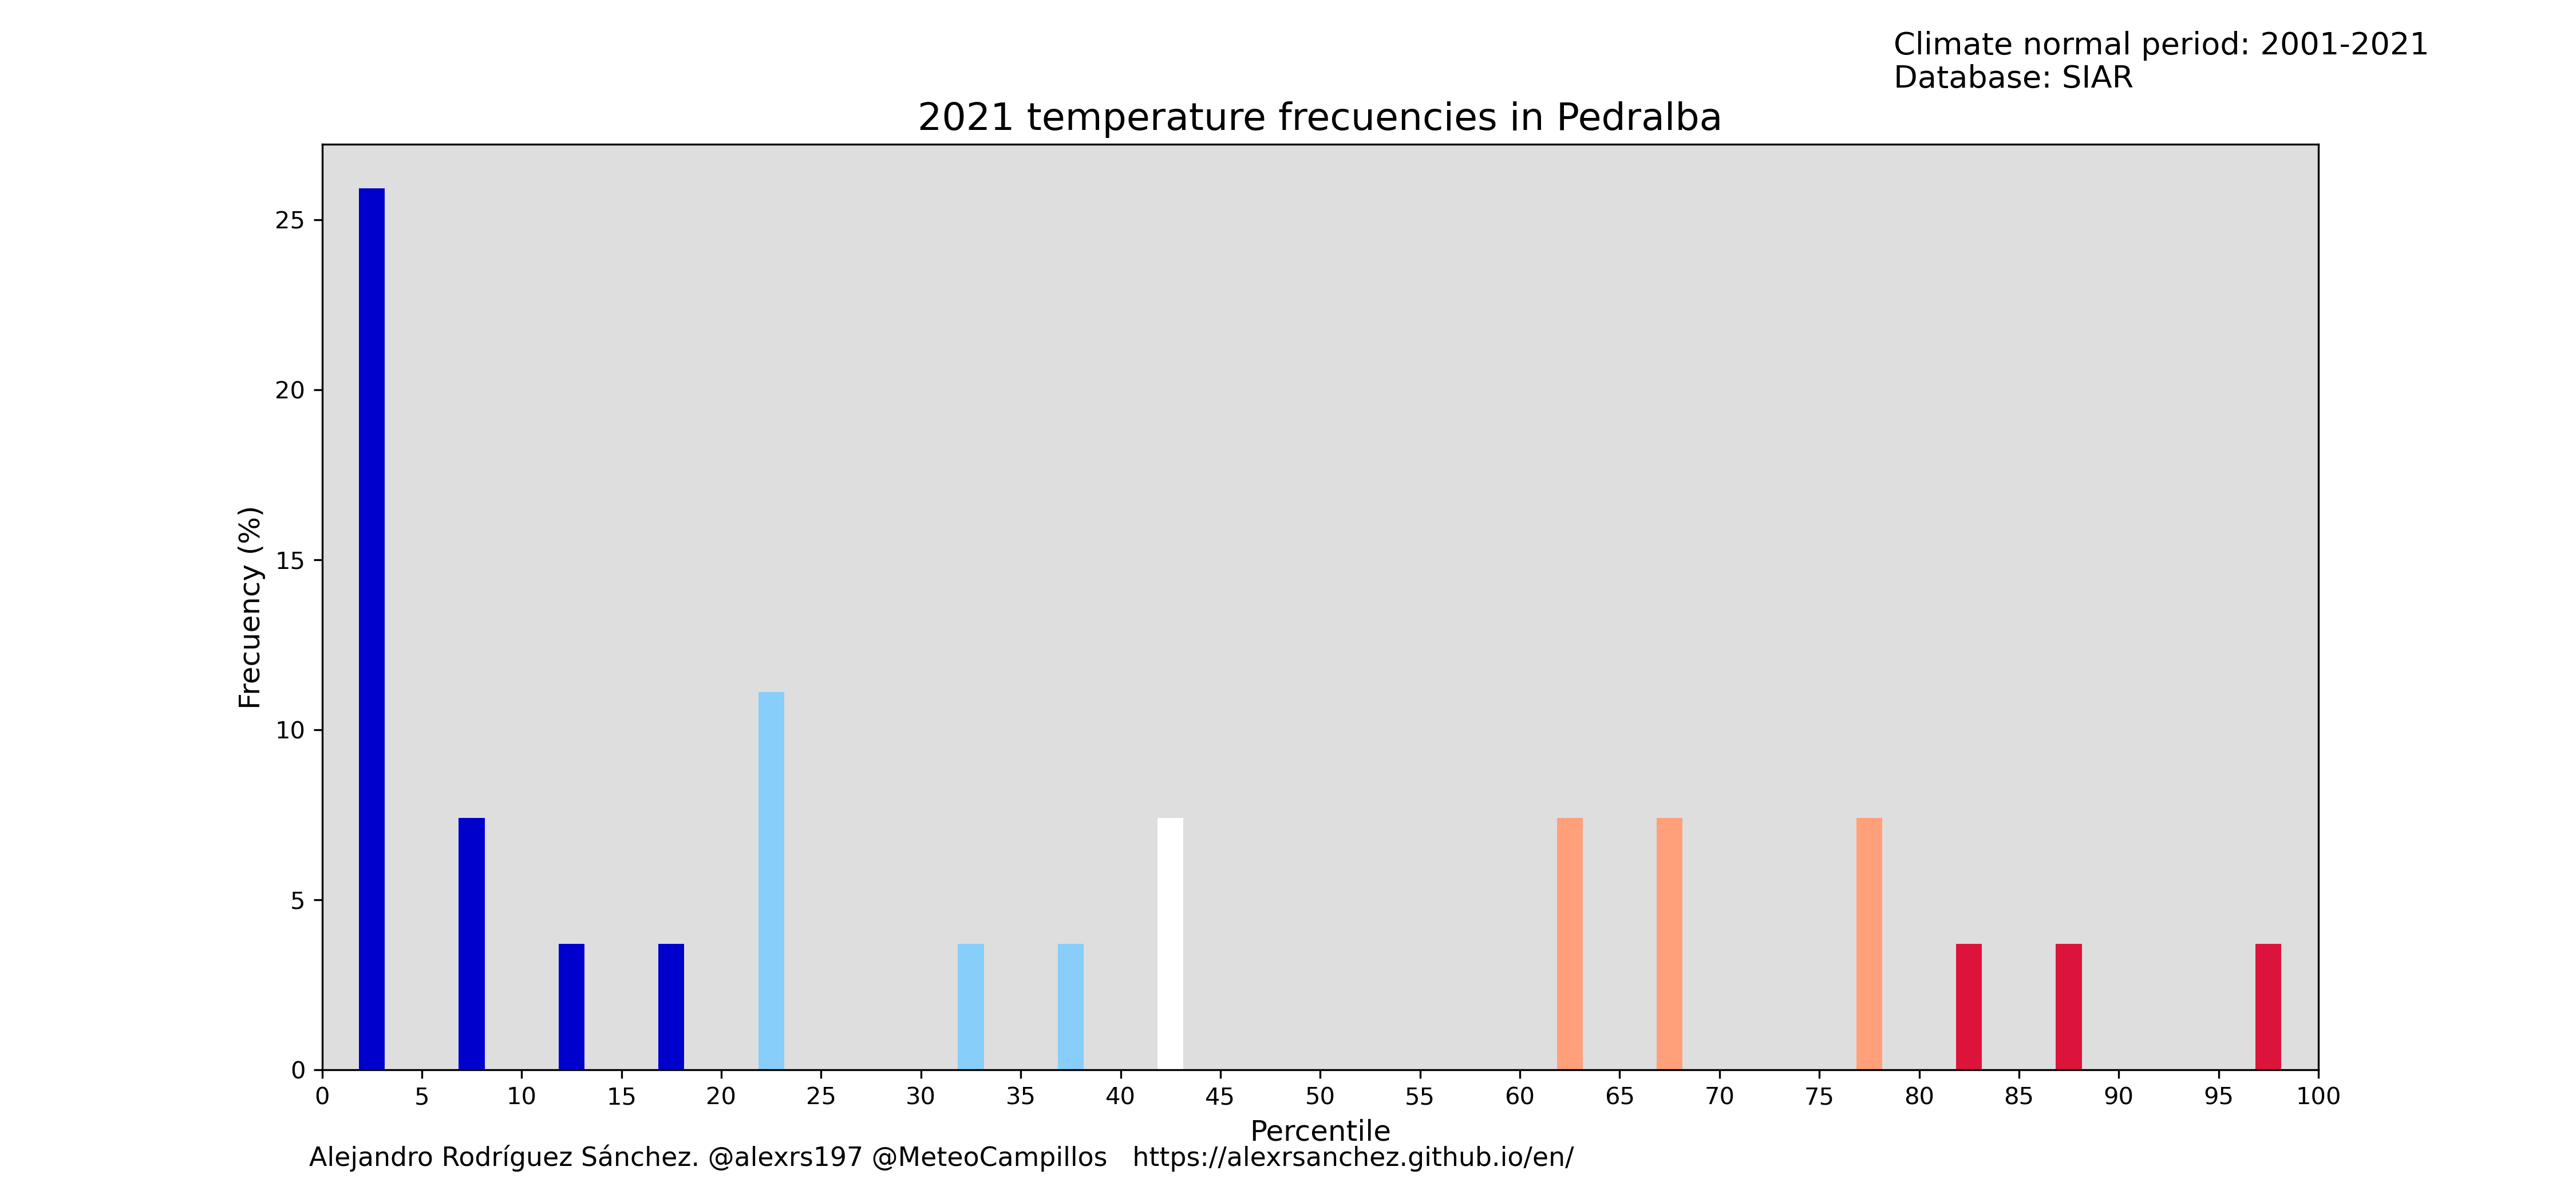 Climate normal period: 2001-2021
Database: SIAR
2021 temperature frecuencies in Pedralba
Frecuency (%)
25
20
15
10
5
0
0 5 10 15 20 25 30 35 40 45 50 55 60 65 70 75 80 85 90 95 100
Percentile
Alejandro Rodríguez Sánchez. @alexrs197 @MeteoCampillos https://alexrsanchez.github.io/en/